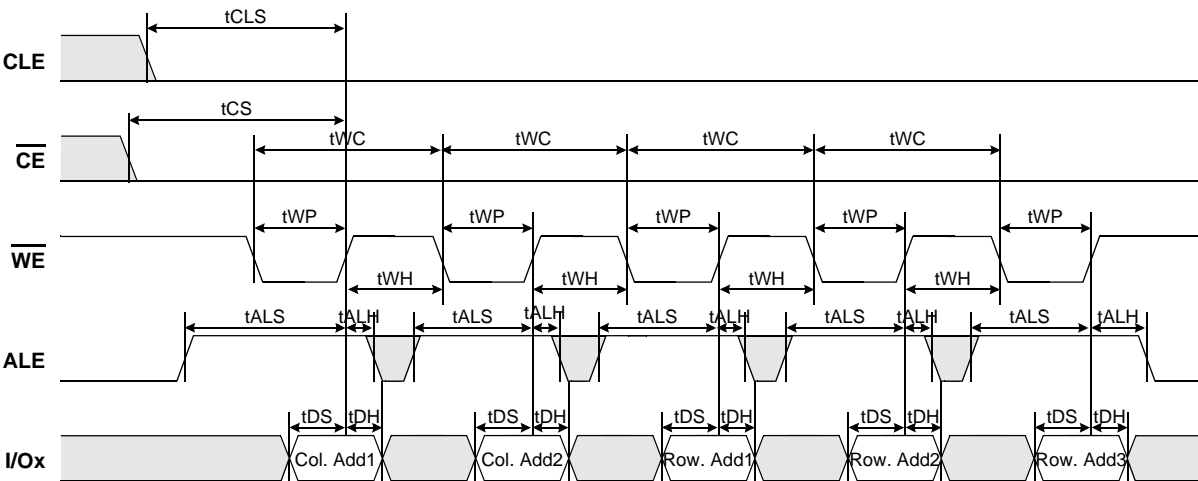 tCLS
CLE
tCS
CE
tWC tWC tWC tWC
tWP tWP tWP tWP tWP
WE
tWH tWH tWH tWH
tALS tALH tALS tALH tALS tALH tALS tALH tALS tALH
ALE
tDS tDH tDS tDH tDS tDH tDS tDH tDS tDH
I/Ox Col. Add1 Col. Add2 Row. Add1 Row. Add2 Row. Add3